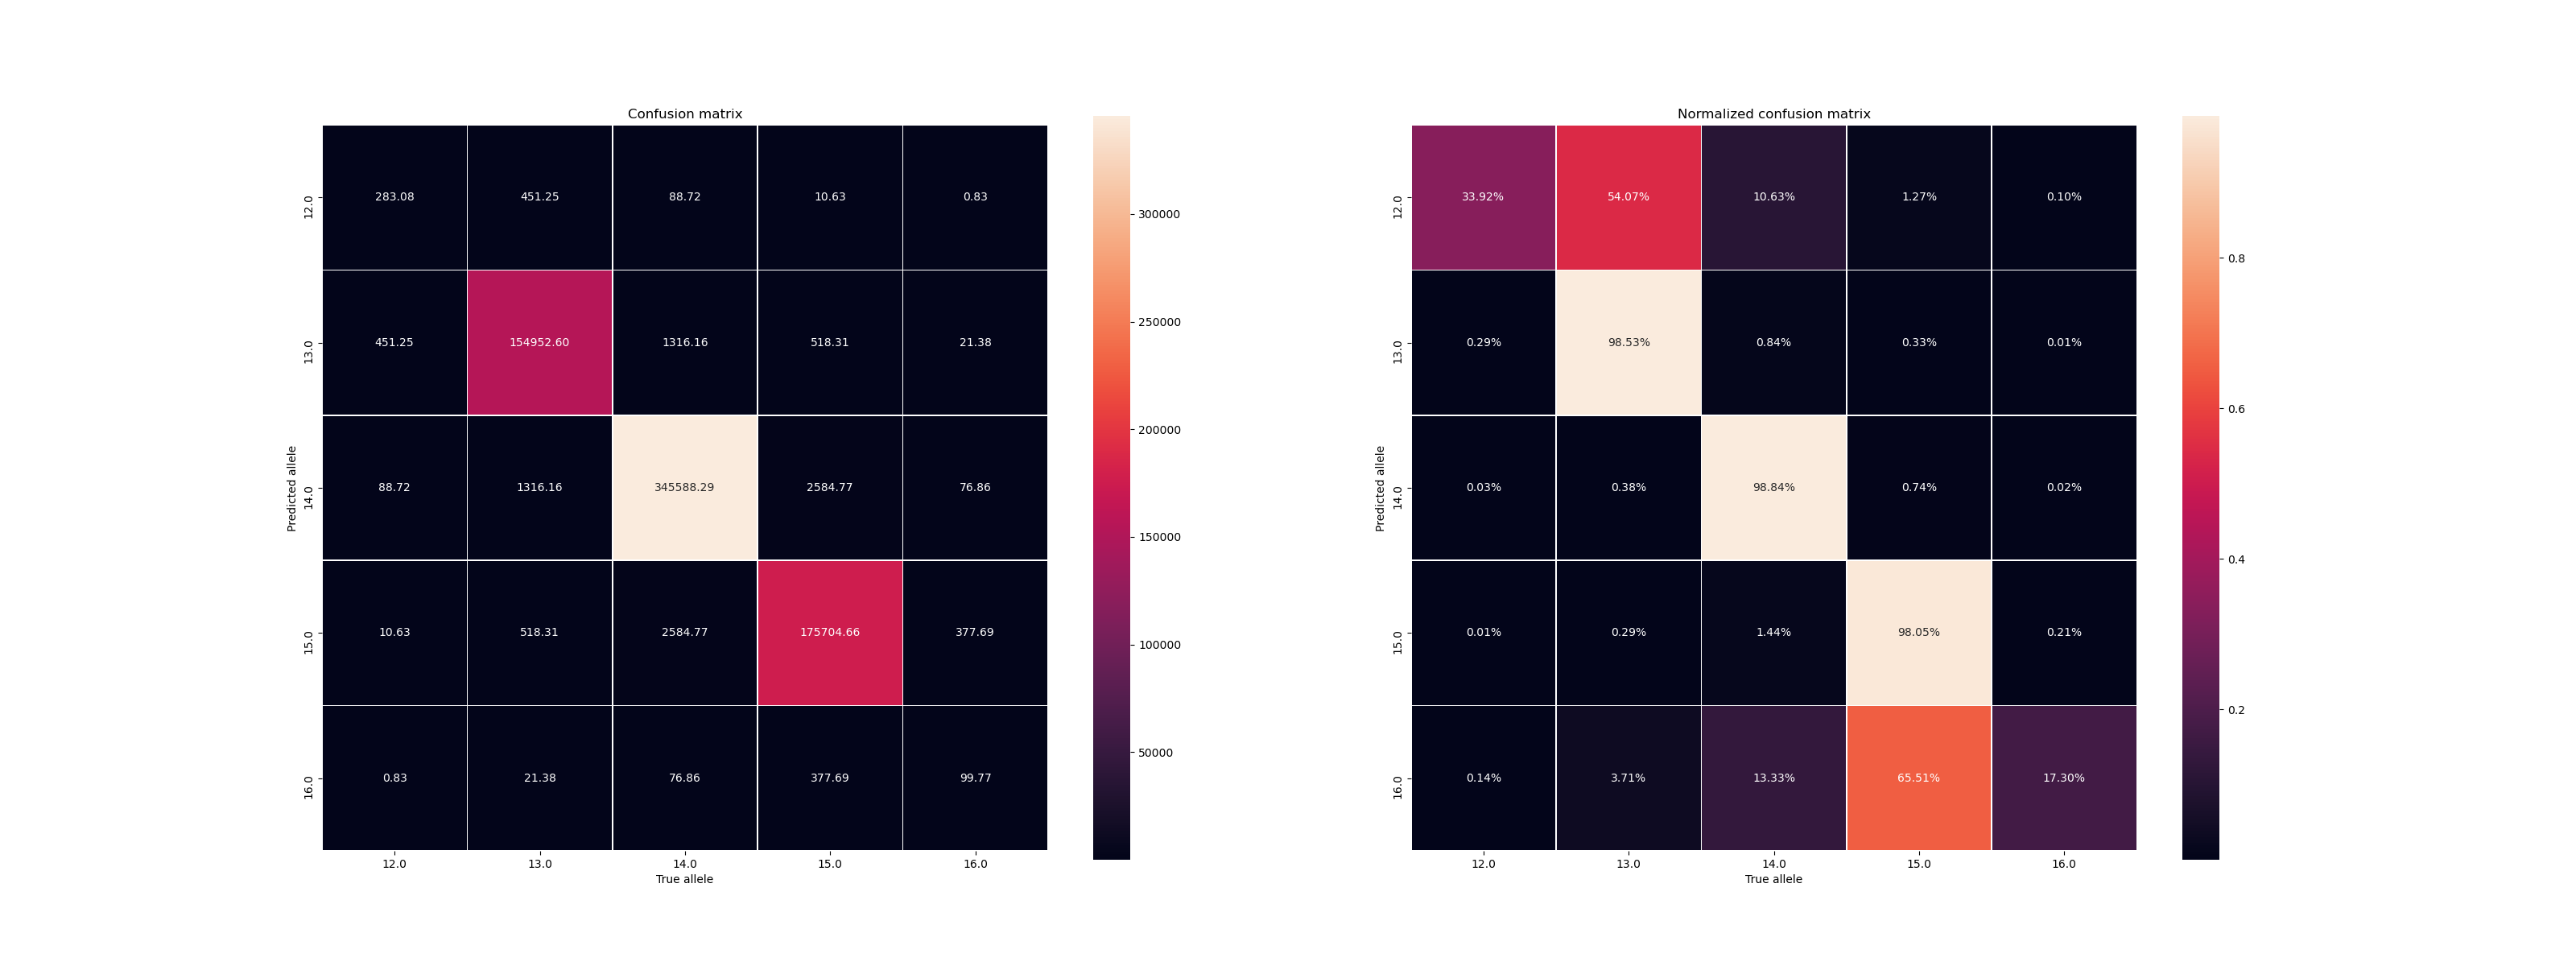 Confusion matrix
283.08 451.25 88.72 10.63 0.83
451.25 154952.60 1316.16 518.31 21.38
88.72 1316.16 345588.29 2584.77 76.86
10.63 518.31 2584.77 175704.66 377.69
0.83 21.38 76.86 377.69 99.77
12.0
13.0
14.0
15.0
16.0
Predicted allele
12.0 13.0 14.0 15.0 16.0
True allele
300000
250000
200000
150000
100000
50000
Normalized confusion matrix
33.92% 54.07% 10.63% 1.27% 0.10%
0.29% 98.53% 0.84% 0.33% 0.01%
0.03% 0.38% 98.84% 0.74% 0.02%
0.01% 0.29% 1.44% 98.05% 0.21%
0.14% 3.71% 13.33% 65.51% 17.30%
12.0
13.0
14.0
15.0
16.0
Predicted allele
12.0 13.0 14.0 15.0 16.0
True allele
0.8
0.6
0.4
0.2